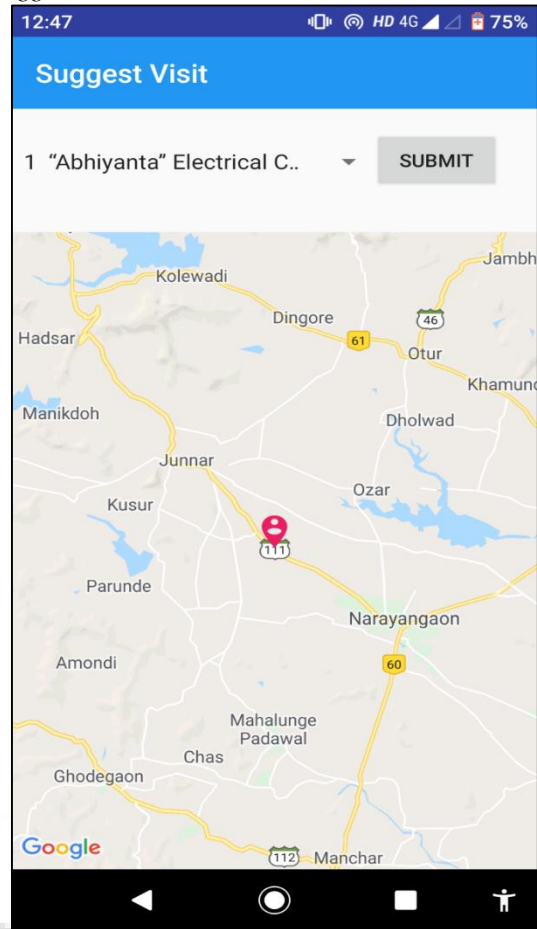 12:47 HD 4G 75%
Suggest Visit
1 “Abhiyanta” Electrical C.. SUBMIT
Jambh
Kolewadi
Dingore
46
61
Hadsar
Otur
Khamund
Manikdoh
Dholwad
Junnar
Ozar
Kusur
111
Parunde
Narayangaon
Amondi
60
Mahalunge
Padawal
Chas
Ghodegaon
Google
112 Manchar